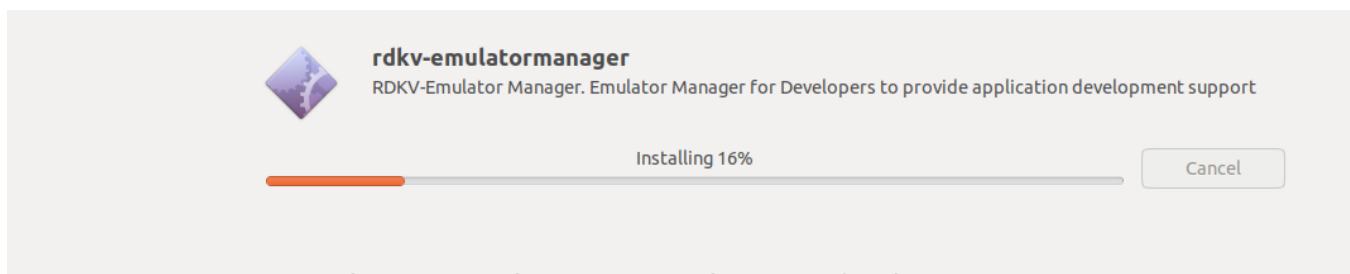 rdkv-emulatormanager
RDKV-Emulator Manager. Emulator Manager for Developers to provide application development support
Installing 16%
Cancel